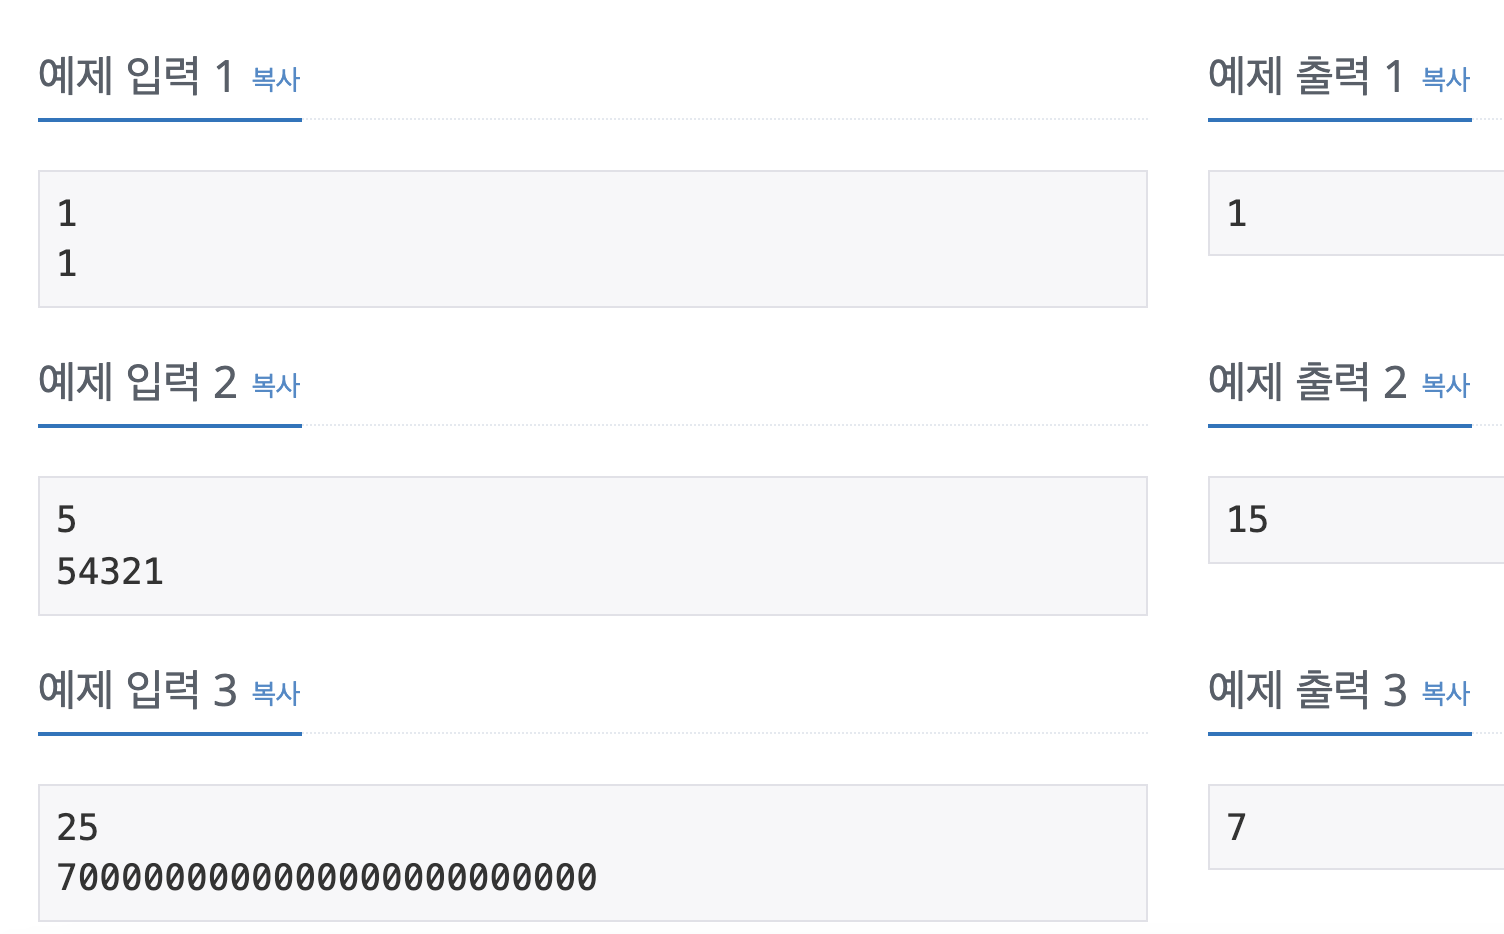 예제 입력 1 복사
예제 출력 1 복사
1
1
1
예제 입력 2 복사
예제 출력 2 복사
5
54321
15
예제 입력 3 복사
예제 출력 3 복사
25
7000000000000000000000000
7